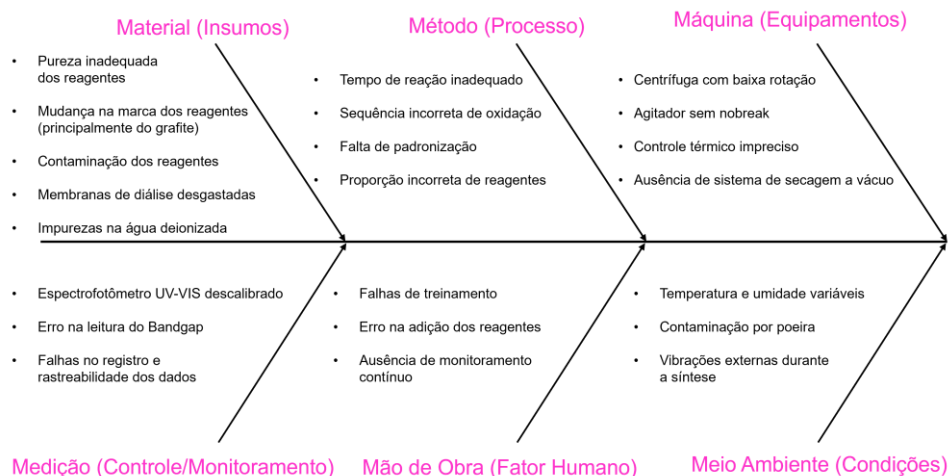 Material (Insumos)
• Pureza inadequada
dos reagentes
• Mudança na marca dos reagentes
(principalmente do grafite)
• Contaminação dos reagentes
• Membranas de diálise desgastadas
• Impurezas na água deionizada
Método (Processo)
• Tempo de reação inadequado
• Sequência incorreta de oxidação
• Falta de padronização
• Proporção incorreta de reagentes
Máquina (Equipamentos)
• Centrífuga com baixa rotação
• Agitador sem nobreak
• Controle térmico impreciso
• Ausência de sistema de secagem a vácuo
• Espectrofotômetro UV-VIS descalibrado
• Erro na leitura do Bandgap
• Falhas no registro e
rastreabilidade dos dados
Medição (Controle/Monitoramento)
• Falhas de treinamento
• Erro na adição dos reagentes
• Ausência de monitoramento
contínuo
Mão de Obra (Fator Humano)
• Temperatura e umidade variáveis
• Contaminação por poeira
• Vibrações externas durante
a síntese
Meio Ambiente (Condições)